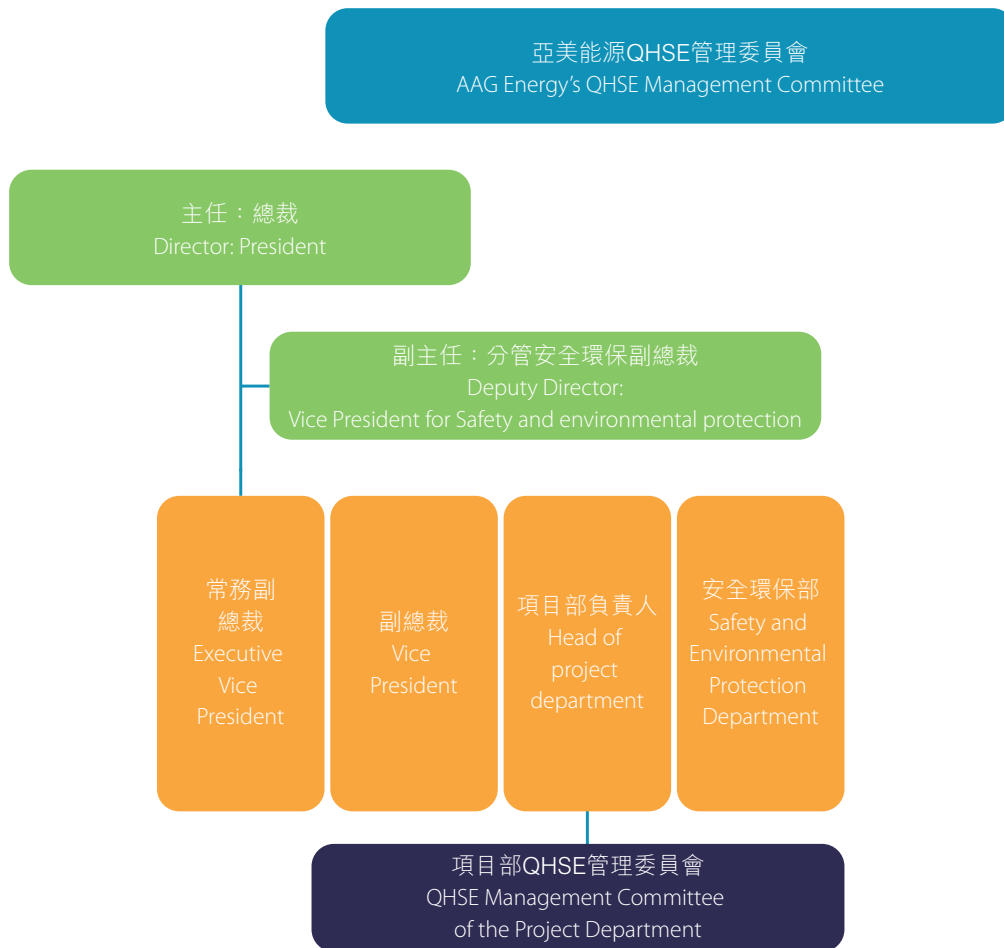 亞美能源QHSE管理委員會
AAG Energy's QHSE Management Committee
主任：總裁
Director: President
副主任：分管安全環保副總裁
Deputy Director:
Vice President for Safety and environmental protection
常務副
總裁
Executive
Vice
President
副總裁
Vice
President
項目部負責人
Head of
project
department
安全環保部
Safety and
Environmental
Protection
Department
項目部QHSE管理委員會
QHSE Management Committee
of the Project Department